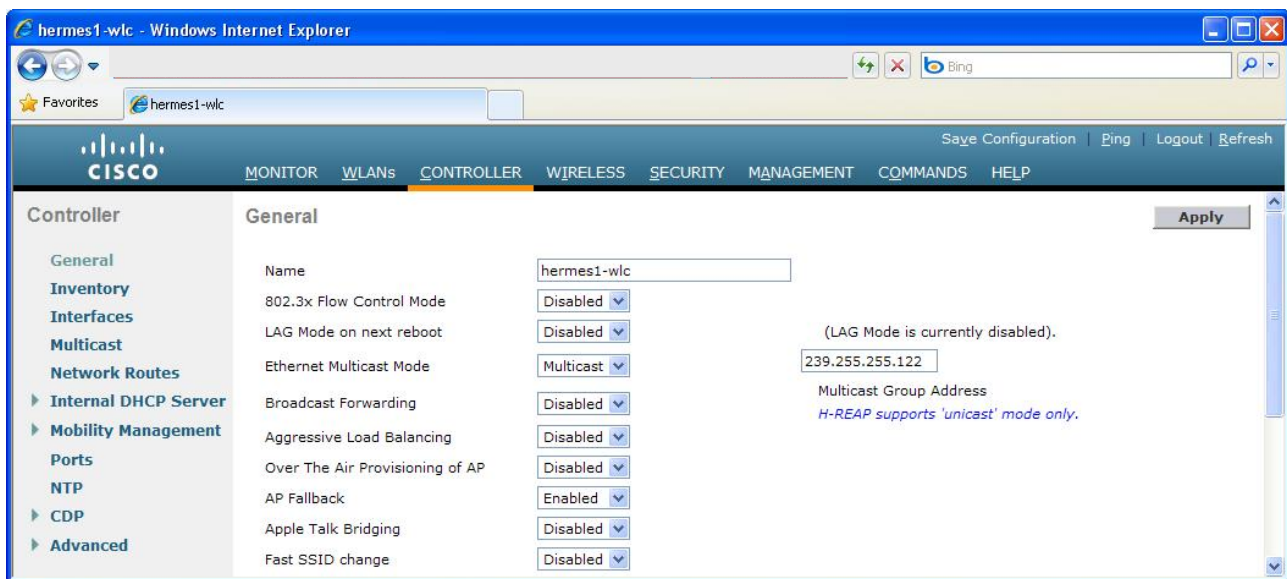 hermes1-wlc - Windows Internet Explorer
Bing
Favorites hermes1-wlc
Save Configuration | Ping | Logout | Refresh
CISCO
MONITOR WLANs CONTROLLER WIRELESS SECURITY MANAGEMENT COMMANDS HELP
Controller
General
Inventory
Interfaces
Multicast
Network Routes
Internal DHCP Server
Mobility Management
Ports
NTP
CDP
Advanced
General Apply
Name hermes1-wlc
802.3x Flow Control Mode Disabled
LAG Mode on next reboot Disabled (LAG Mode is currently disabled).
Ethernet Multicast Mode Multicast 239.255.255.122
Multicast Group Address
Broadcast Forwarding Disabled
H-REAP supports 'unicast' mode only.
Aggressive Load Balancing Disabled
Over The Air Provisioning of AP Disabled
AP Fallback Enabled
Apple Talk Bridging Disabled
Fast SSID change Disabled